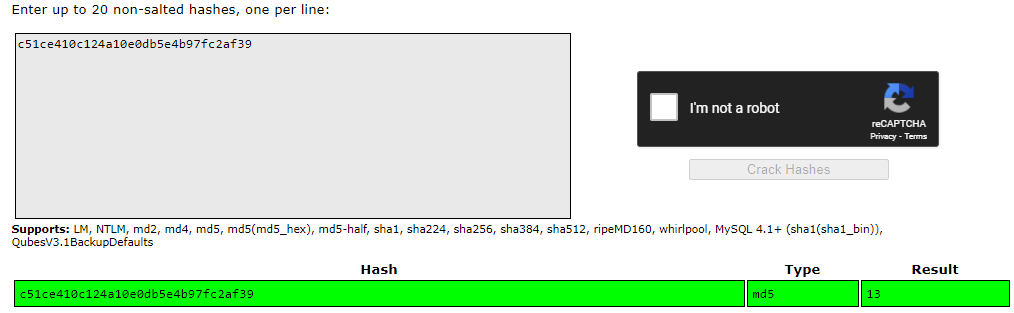 Enter up to 20 non-salted hashes, one per line:
c51ce410c124a10e0db5e4b97fc2af39
I'm not a robot
reCAPTCHA
Privacy - Terms
Crack Hashes
Supports: LM, NTLM, md2, md4, md5, md5(md5_hex), md5-half, sha1, sha224, sha256, sha384, sha512, ripeMD160, whirlpool, MySQL 4.1+ (sha1(sha1_bin)),
QubesV3.1BackupDefaults
Hash Type Result
c51ce410c124a10e0db5e4b97fc2af39 md5 13